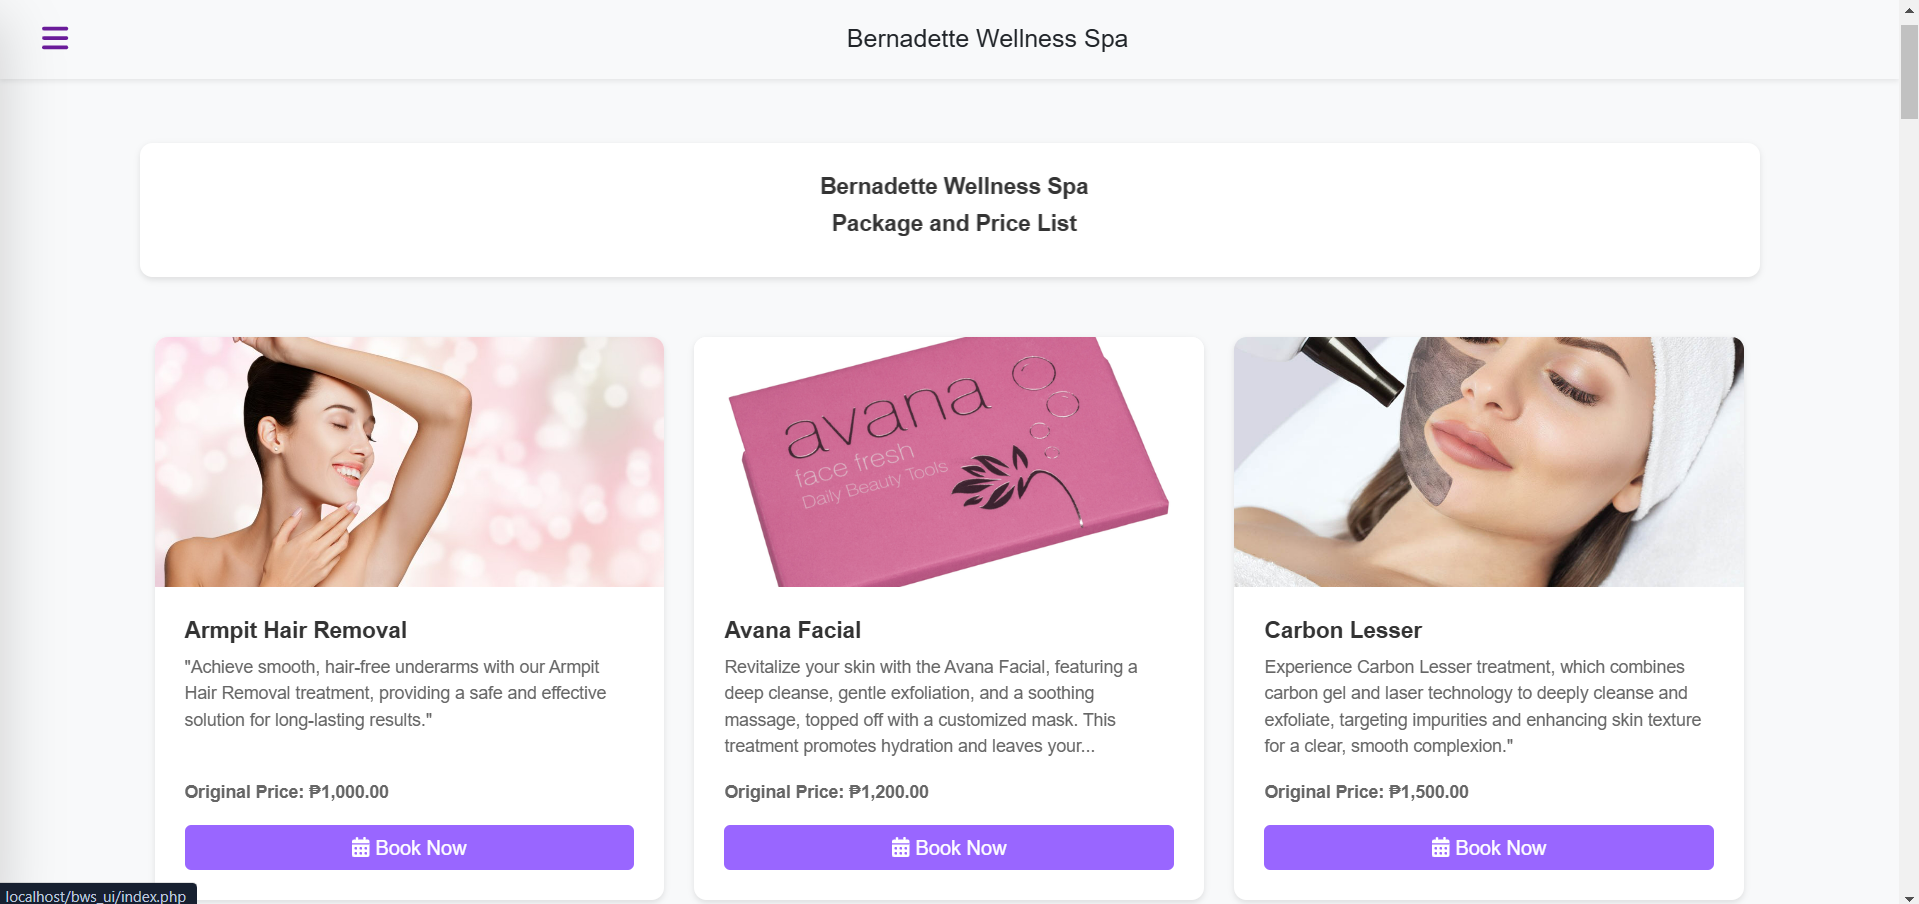 Bernadette Wellness Spa
Bernadette Wellness Spa
Package and Price List
avana
face fresh
Daily Beauty Tools
Armpit Hair Removal
"Achieve smooth, hair-free underarms with our Armpit
Hair Removal treatment, providing a safe and effective
solution for long-lasting results."
Original Price: ₱1,000.00
Book Now
Avana Facial
Revitalize your skin with the Avana Facial, featuring a
deep cleanse, gentle exfoliation, and a soothing
massage, topped off with a customized mask. This
treatment promotes hydration and leaves your...
Original Price: ₱1,200.00
Book Now
Carbon Lesser
Experience Carbon Lesser treatment, which combines
carbon gel and laser technology to deeply cleanse and
exfoliate, targeting impurities and enhancing skin texture
for a clear, smooth complexion."
Original Price: ₱1,500.00
Book Now
localhost/bws_ui/index.php